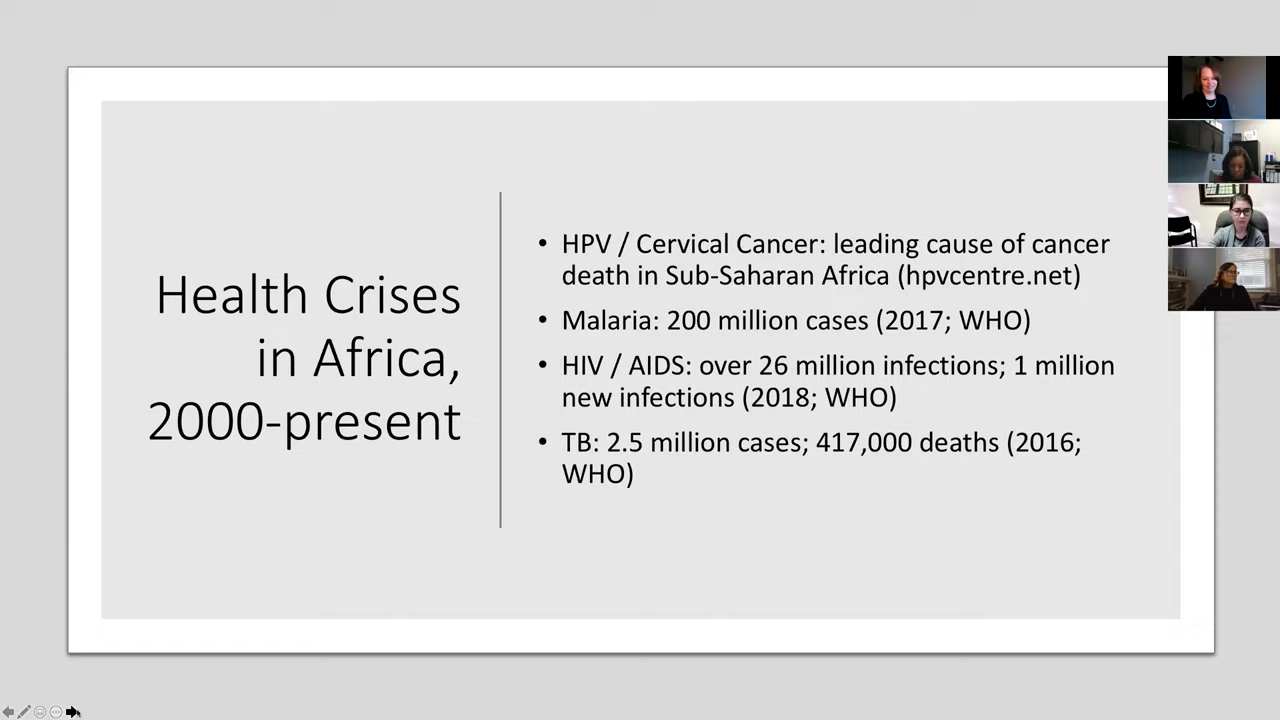 Health Crises
in Africa,
2000-present
• HPV / Cervical Cancer: leading cause of cancer
death in Sub-Saharan Africa (hpvcentre.net)
• Malaria: 200 million cases (2017; WHO)
• HIV / AIDS: over 26 million infections; 1 million
new infections (2018; WHO)
• TB: 2.5 million cases; 417,000 deaths (2016;
WHO)